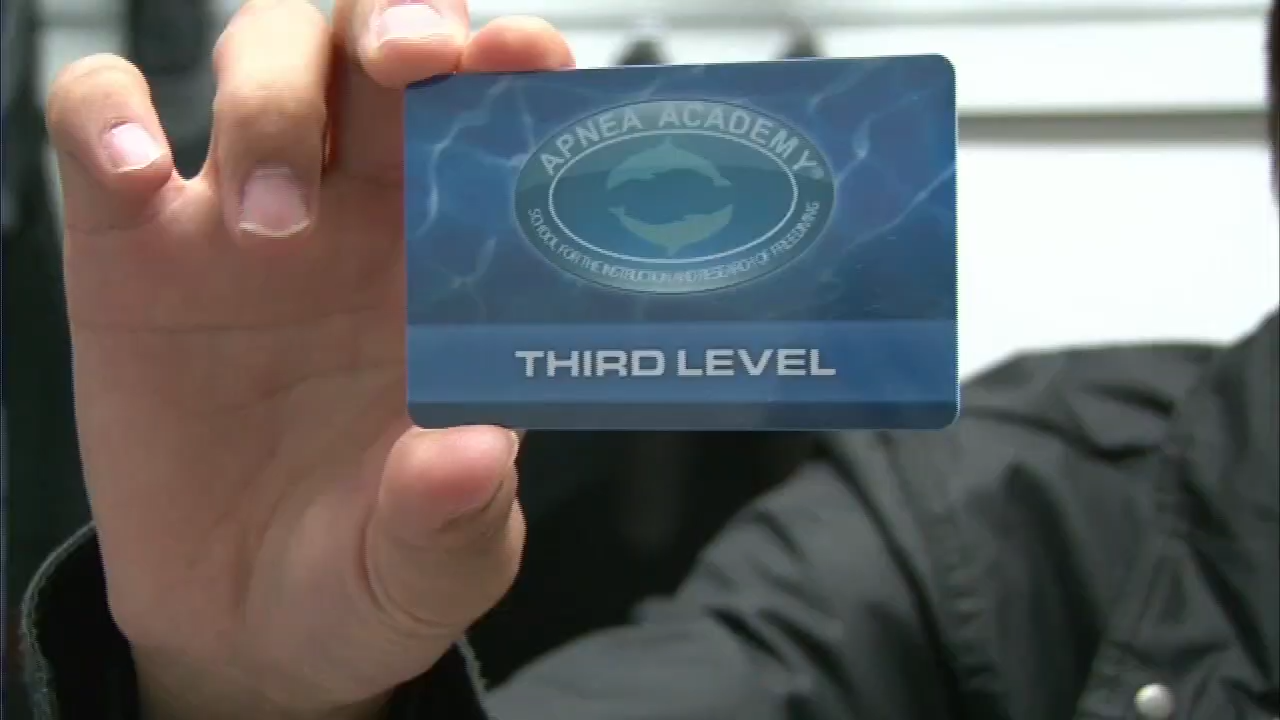 APNEA ACADEMY®
SCHOOL FOR THE INSTRUCTION AND RESEARCH OF FREEDIVING
THIRD LEVEL